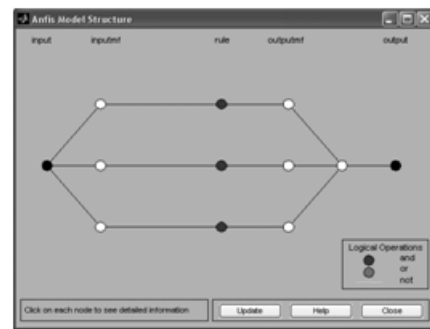 Anfis Model Structure
input inputmf rule outputmf output
Logical Operations
and
or
not
Click on each node to see detailed information
Update Help Close